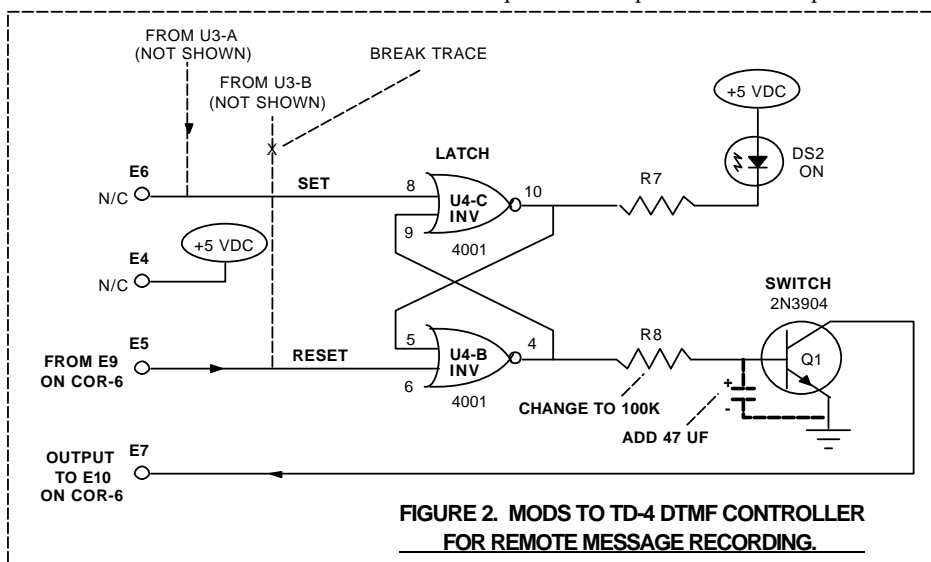 FROM U3-A
(NOT SHOWN)
FROM U3-B
(NOT SHOWN)
BREAK TRACE
X
+5 VDC
DS2
ON
LATCH
E6
N/C
SET
8
10
R7
U4-C
INV
9
4001
+5 VDC
E4
N/C
SWITCH
2N3904
E5
FROM E9
ON COR-6
RESET
5
4
R8
U4-B
INV
6
4001
Q1
CHANGE TO 100K
+
-
ADD 47 UF
E7
OUTPUT
TO E10
ON COR-6
FIGURE 2. MODS TO TD-4 DTMF CONTROLLER
FOR REMOTE MESSAGE RECORDING.